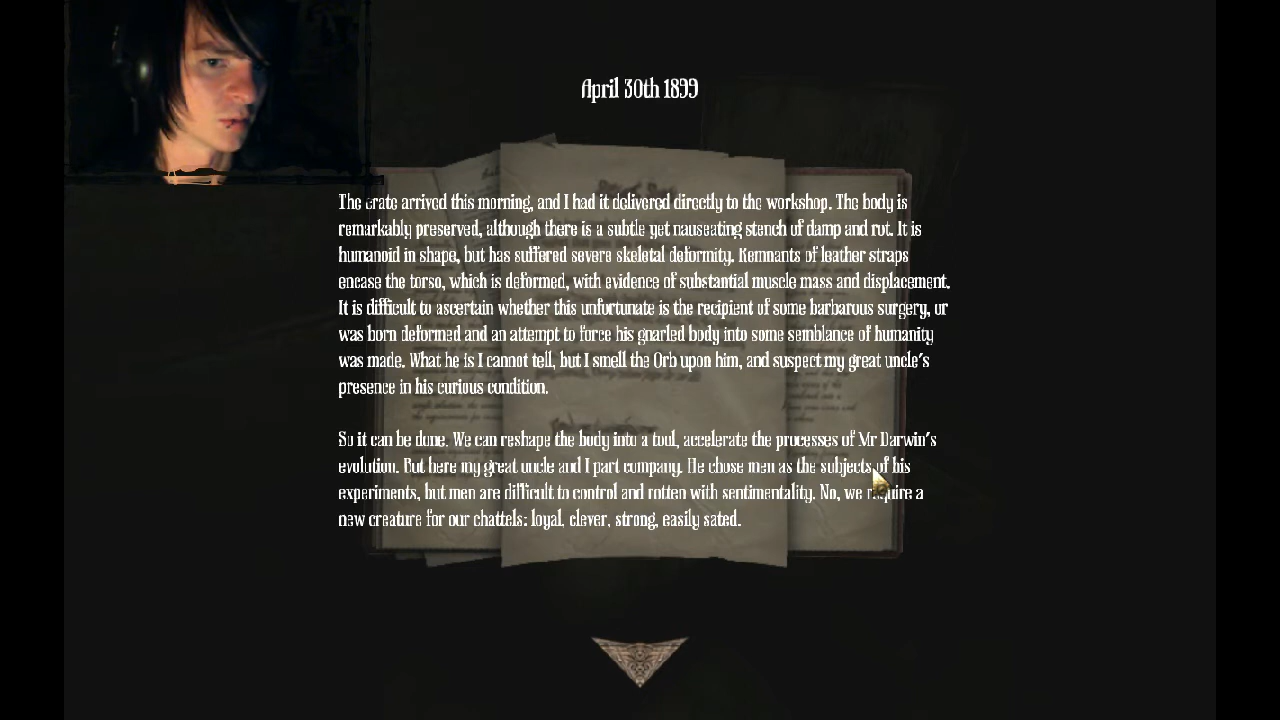 April 30th 1899
The crate arrived this morning, and I had it delivered directly to the workshop. The body is
remarkably preserved, although there is a subtle yet nauseating stench of damp and rot. It is
humanoid in shape, but has suffered severe skeletal deformity. Remnants of leather straps
encase the torso, which is deformed, with evidence of substantial muscle mass and displacement.
It is difficult to ascertain whether this unfortunate is the recipient of some barbarous surgery, or
was born deformed and an attempt to force his gnarled body into some semblance of humanity
was made. What he is I cannot tell, but I smell the Orb upon him, and suspect my great uncle's
presence in his curious condition.
So it can be done. We can reshape the body into a tool, accelerate the processes of Mr Darwin's
evolution. But here my great uncle and I part company. He chose men as the subjects of his
experiments, but men are difficult to control and rotten with sentimentality. No, we require a
new creature for our chattels: loyal, clever, strong, easily sated.